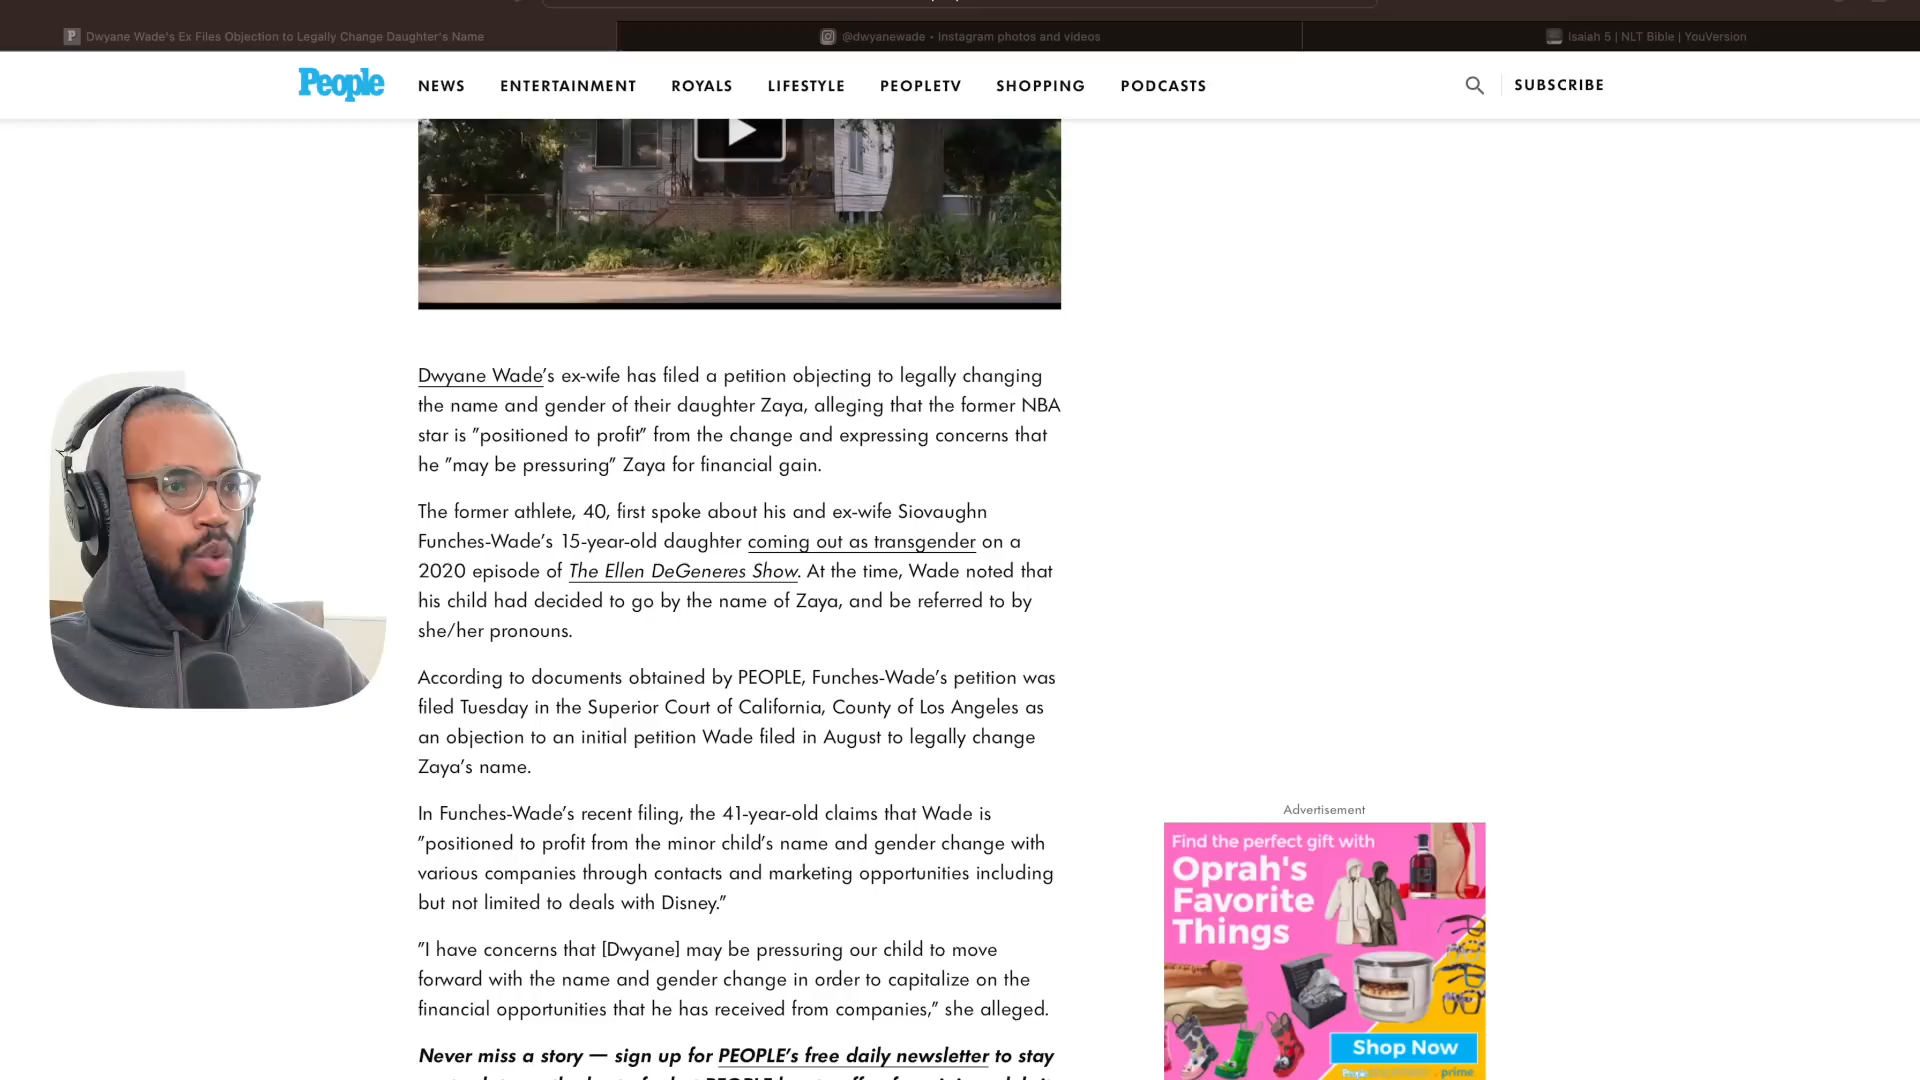 Dwyane Wade's Ex Files Objection to Legally Change Daughter's Name
@dwyanewade • Instagram photos and videos
Isaiah 5 | NLT Bible | YouVersion
People
NEWS
ENTERTAINMENT
ROYALS
LIFESTYLE
PEOPLETV
SHOPPING
PODCASTS
SUBSCRIBE
Dwyane Wade's ex-wife has filed a petition objecting to legally changing
the name and gender of their daughter Zaya, alleging that the former NBA
star is "positioned to profit" from the change and expressing concerns that
he "may be pressuring" Zaya for financial gain.
The former athlete, 40, first spoke about his and ex-wife Siovaughn
Funches-Wade's 15-year-old daughter coming out as transgender on a
2020 episode of The Ellen DeGeneres Show. At the time, Wade noted that
his child had decided to go by the name of Zaya, and be referred to by
she/her pronouns.
According to documents obtained by PEOPLE, Funches-Wade's petition was
filed Tuesday in the Superior Court of California, County of Los Angeles as
an objection to an initial petition Wade filed in August to legally change
Zaya's name.
In Funches-Wade's recent filing, the 41-year-old claims that Wade is
"positioned to profit from the minor child's name and gender change with
various companies through contacts and marketing opportunities including
but not limited to deals with Disney."
"I have concerns that [Dwyane] may be pressuring our child to move
forward with the name and gender change in order to capitalize on the
financial opportunities that he has received from companies," she alleged.
Never miss a story — sign up for PEOPLE's free daily newsletter to stay
Advertisement
Find the perfect gift with
Oprah's
Favorite
Things
Shop Now
prime